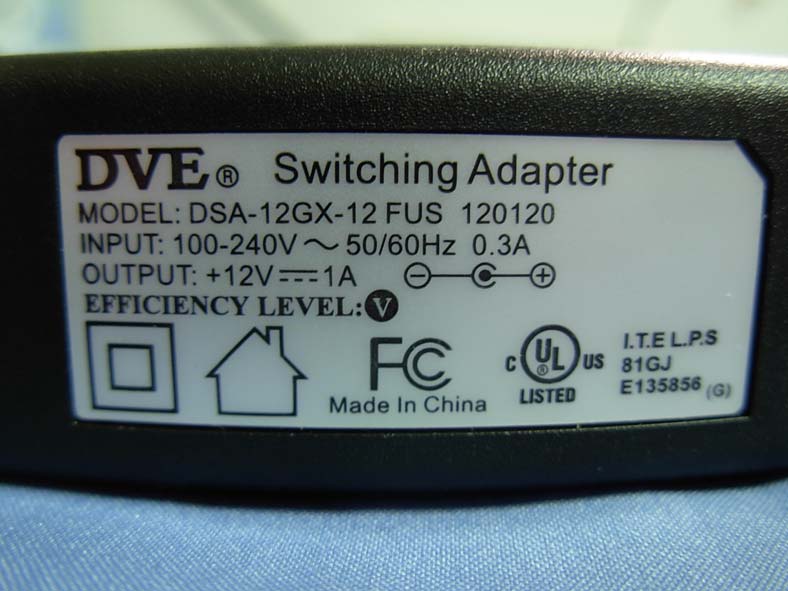 DVE® Switching Adapter
MODEL: DSA-12GX-12 FUS 120120
INPUT: 100-240V ~ 50/60Hz 0.3A
OUTPUT: +12V⎓1A
EFFICIENCY LEVEL: V
FC
Made In China
C UL® US
LISTED
I.T.E L.P.S
81GJ
E135856 (G)